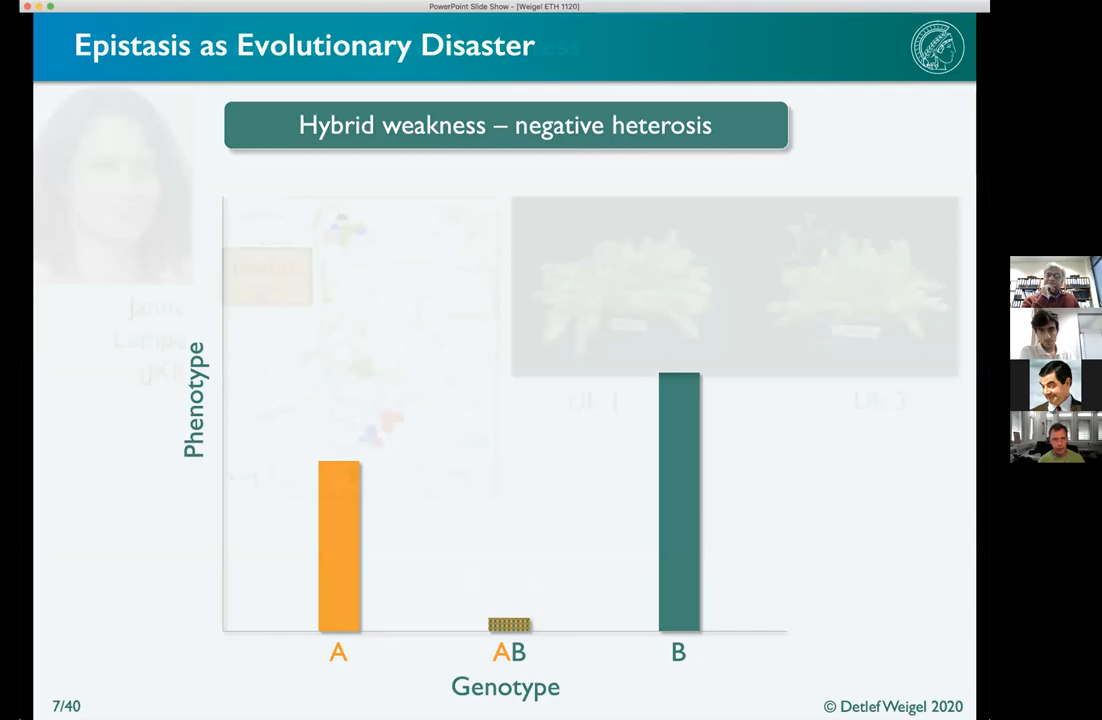 PowerPoint Slide Show - [Weigel ETH 1120]
Epistasis as Evolutionary Disaster
Hybrid weakness – negative heterosis
Phenotype
A
AB
B
Genotype
7/40
© Detlef Weigel 2020